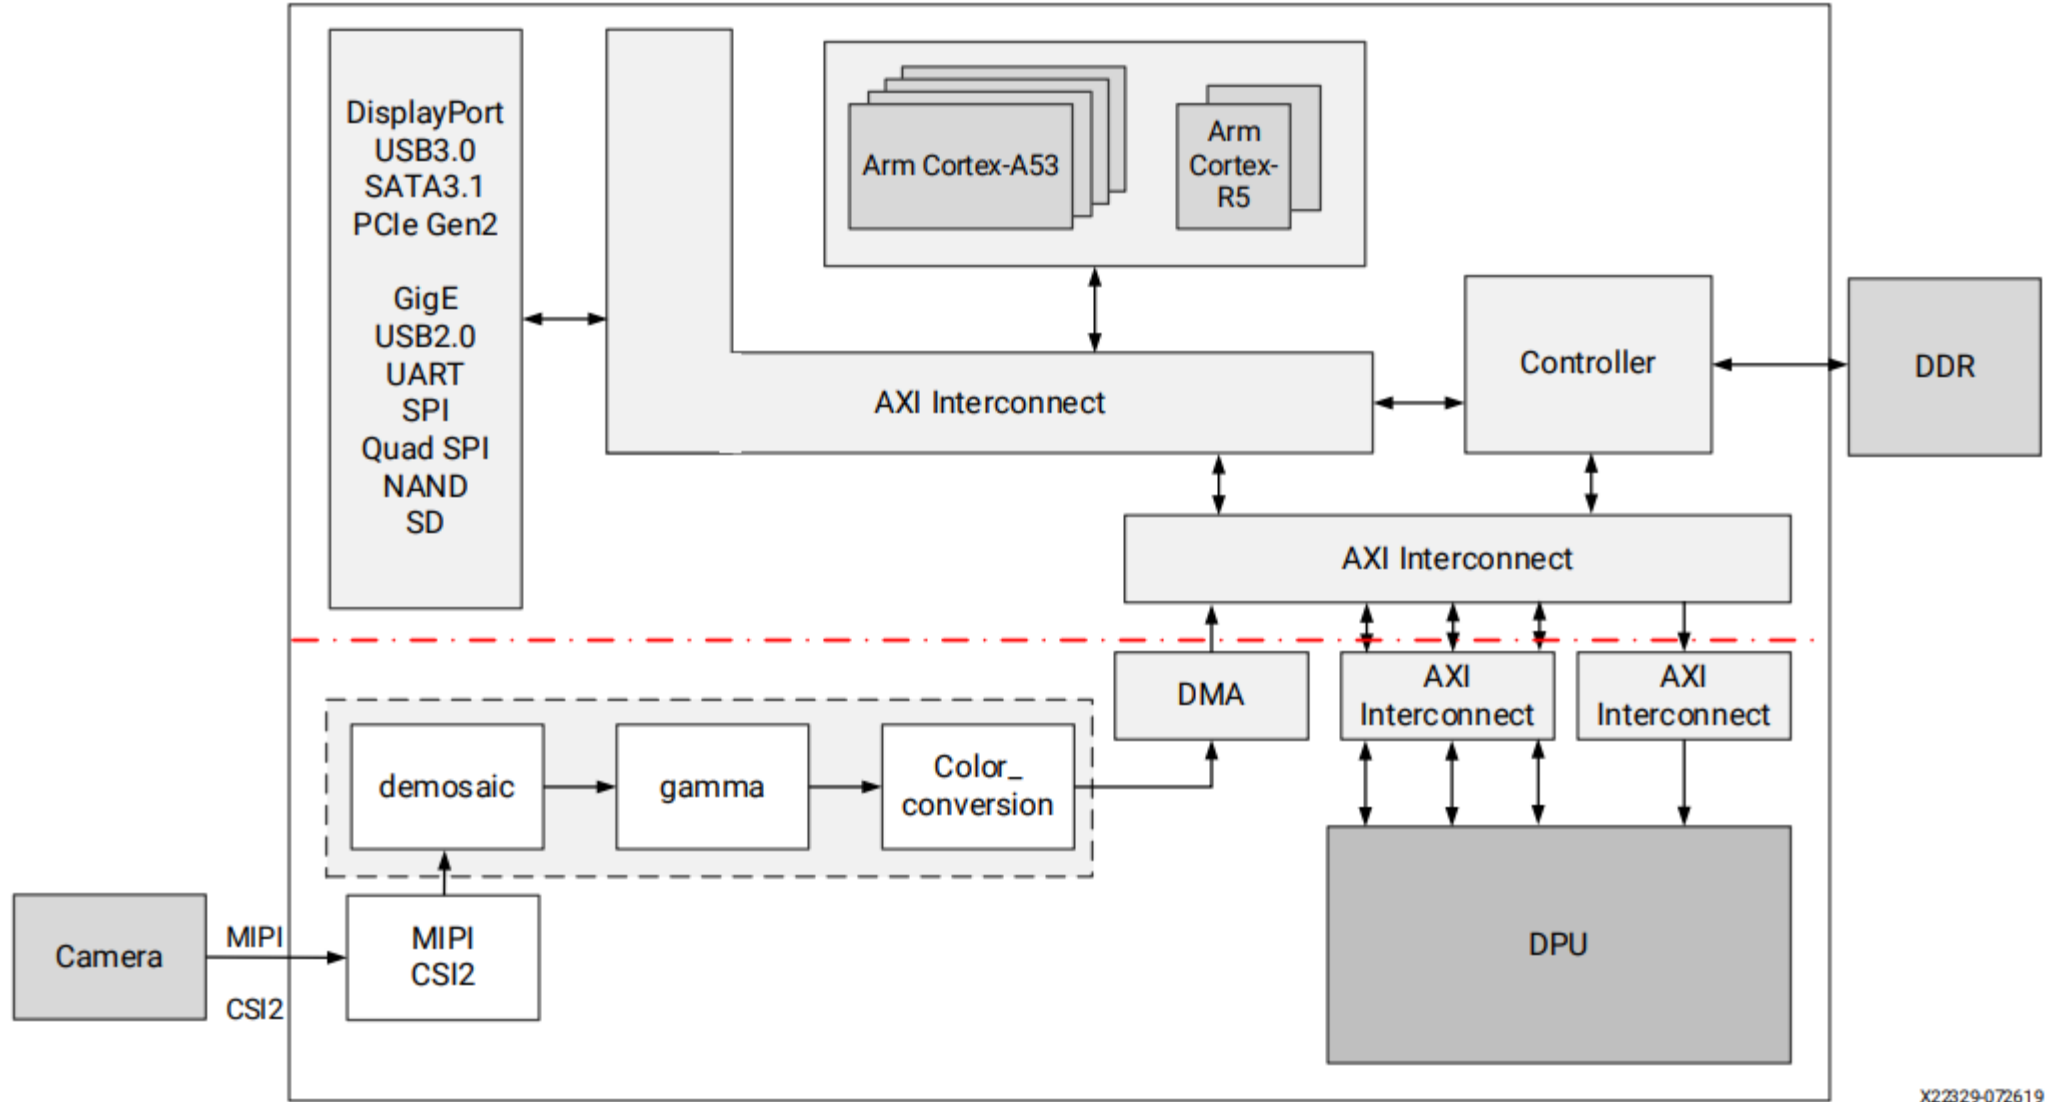 DisplayPort
USB3.0
SATA3.1
PCIe Gen2
GigE
USB2.0
UART
SPI
Quad SPI
NAND
SD
Arm Cortex-A53
Arm
Cortex-
R5
AXI Interconnect
Controller
DDR
AXI Interconnect
DMA
AXI
Interconnect
AXI
Interconnect
demosaic
gamma
Color_
conversion
Camera
MIPI
CSI2
MIPI
CSI2
DPU
X22329-072619